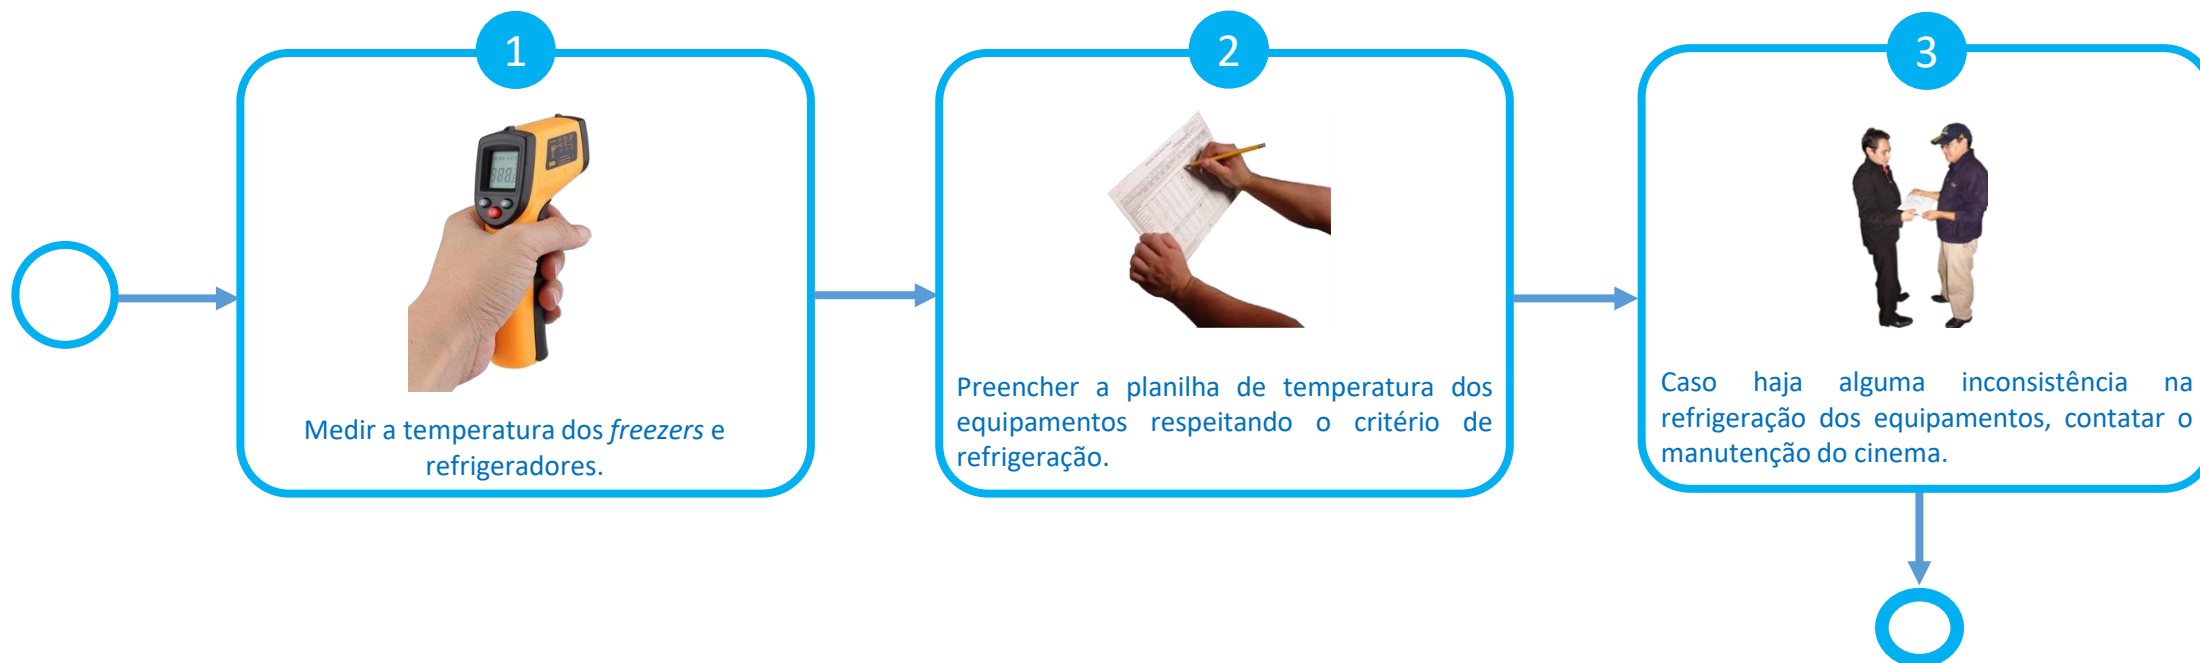 1
Medir a temperatura dos freezers e
refrigeradores.
2
Preencher a planilha de temperatura dos
equipamentos respeitando o critério de
refrigeração.
3
Caso haja alguma inconsistência na
refrigeração dos equipamentos, contatar o
manutenção do cinema.